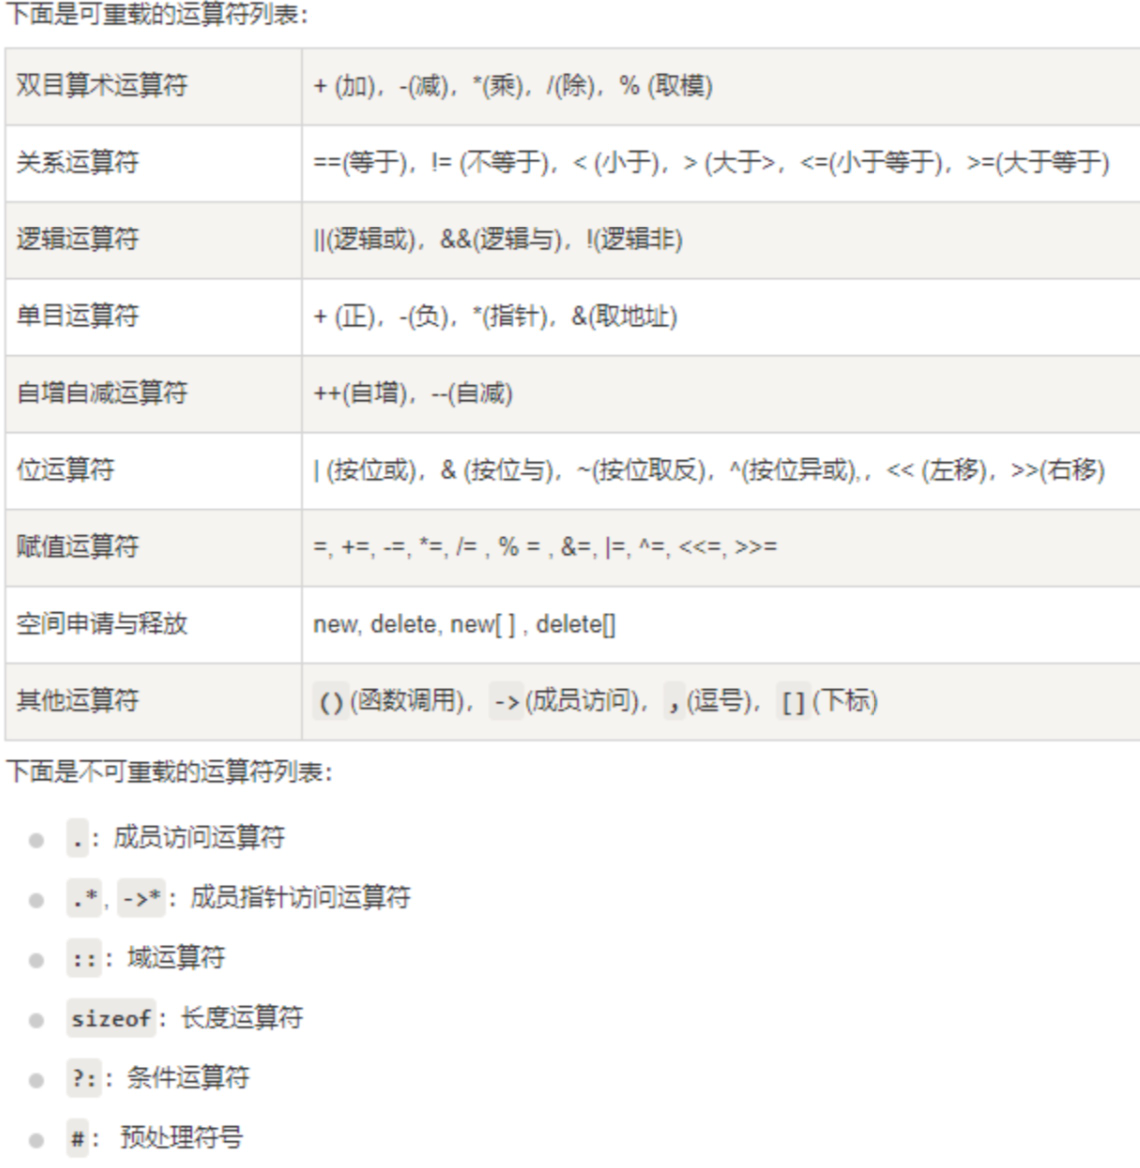 下面是可重载的运算符列表：
双目算术运算符 + (加)，-(减)，*(乘)，/(除)，% (取模)
关系运算符 ==(等于)，!= (不等于)，< (小于)，> (大于>，<=(小于等于)，>=(大于等于)
逻辑运算符 ||(逻辑或)，&&(逻辑与)，!(逻辑非)
单目运算符 + (正)，-(负)，*(指针)，&(取地址)
自增自减运算符 ++(自增)，--(自减)
位运算符 | (按位或)，& (按位与)，~(按位取反)，^(按位异或),，<< (左移)，>>(右移)
赋值运算符 =, +=, -=, *=, /= , % = , &=, |=, ^=, <<=, >>=
空间申请与释放 new, delete, new[ ] , delete[]
其他运算符 ()(函数调用)，->(成员访问)，,(逗号)，[](下标)
下面是不可重载的运算符列表：
.：成员访问运算符
.*, ->*：成员指针访问运算符
::：域运算符
sizeof：长度运算符
?:：条件运算符
#：预处理符号